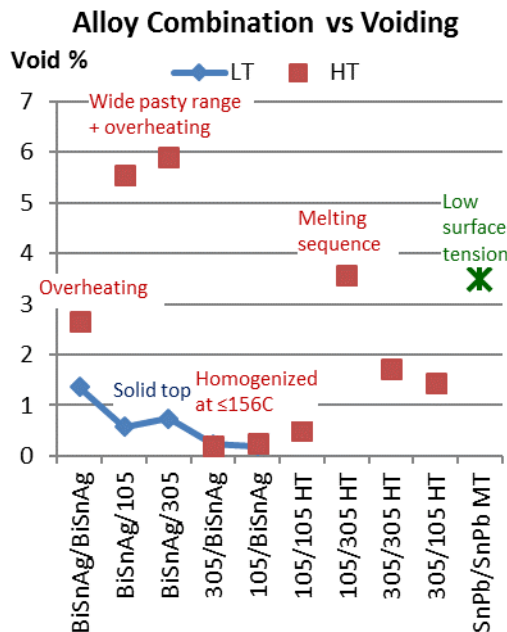 Alloy Combination vs Voiding
Void %
LT
HT
7
6
5
4
3
2
1
0
Wide pasty range
+ overheating
Overheating
Solid top
Homogenized
at ≤156C
Melting
sequence
Low
surface
tension
BiSnAg/BiSnAg
BiSnAg/105
BiSnAg/305
305/BiSnAg
105/BiSnAg
105/105 HT
105/305 HT
305/305 HT
305/105 HT
SnPb/SnPb MT